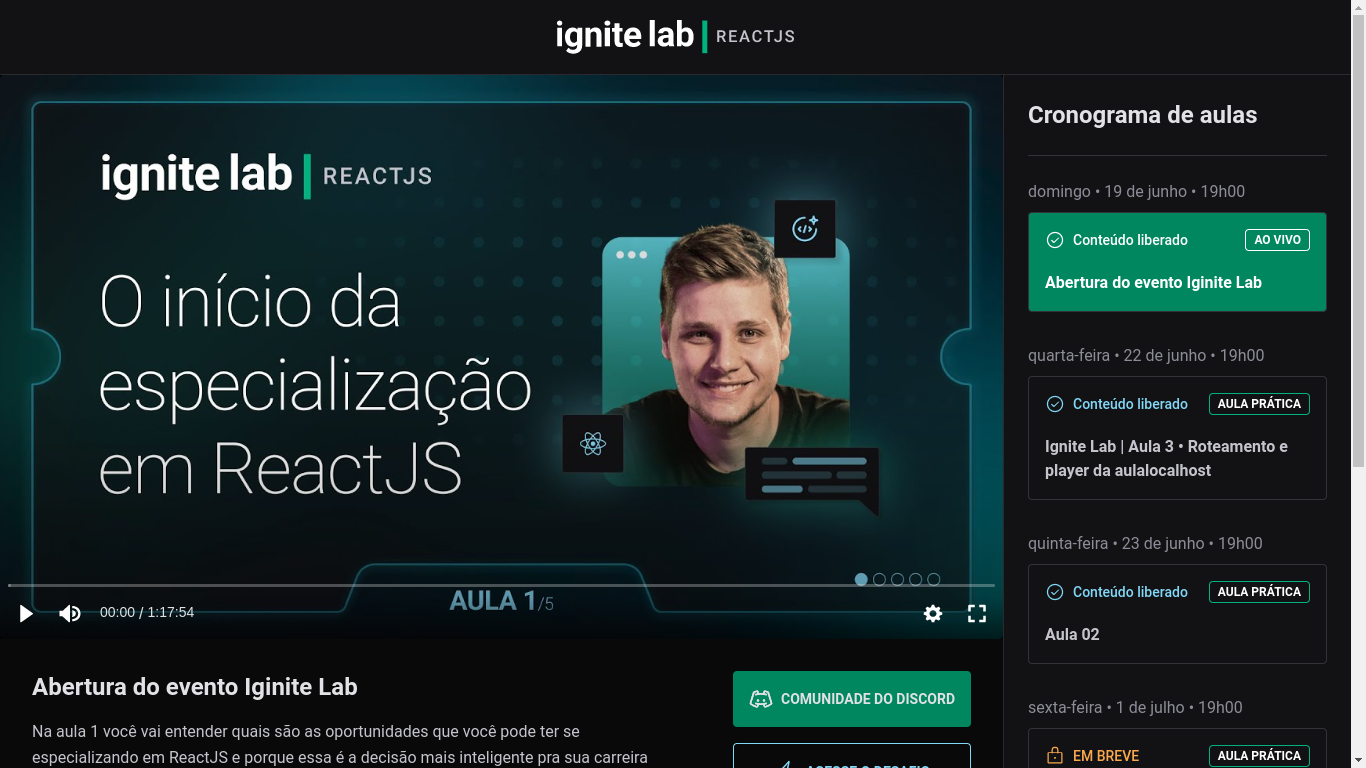 ignite lab | REACTJS
ignite lab | REACTJS
O início da
especialização
em ReactJS
AULA 1/5
00:00 / 1:17:54
Abertura do evento Iginite Lab
Na aula 1 você vai entender quais são as oportunidades que você pode ter se
especializando em ReactJS e porque essa é a decisão mais inteligente pra sua carreira
COMUNIDADE DO DISCORD
ACESSE O DESAFIO
Cronograma de aulas
domingo • 19 de junho • 19h00
Conteúdo liberado AO VIVO
Abertura do evento Iginite Lab
quarta-feira • 22 de junho • 19h00
Conteúdo liberado AULA PRÁTICA
Ignite Lab | Aula 3 • Roteamento e
player da aulalocalhost
quinta-feira • 23 de junho • 19h00
Conteúdo liberado AULA PRÁTICA
Aula 02
sexta-feira • 1 de julho • 19h00
EM BREVE AULA PRÁTICA